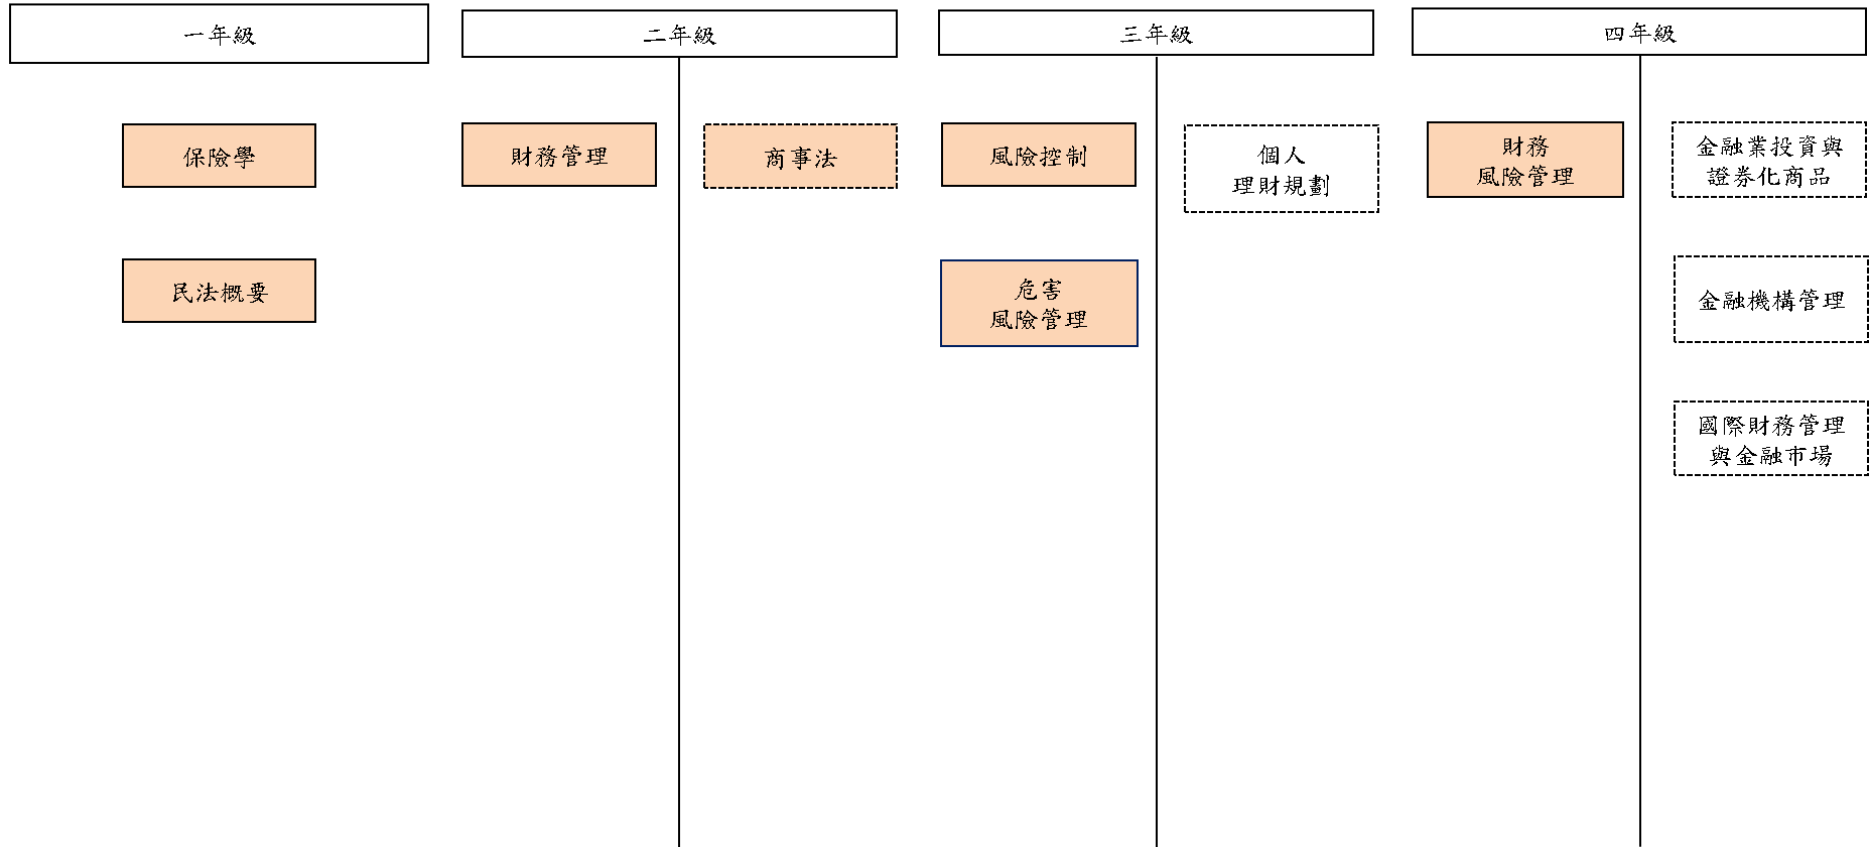 一年級
二年級
三年級
四年級
保險學
財務管理
商事法
風險控制
個人
理財規劃
財務
風險管理
金融業投資與
證券化商品
民法概要
危害
風險管理
金融機構管理
國際財務管理
與金融市場